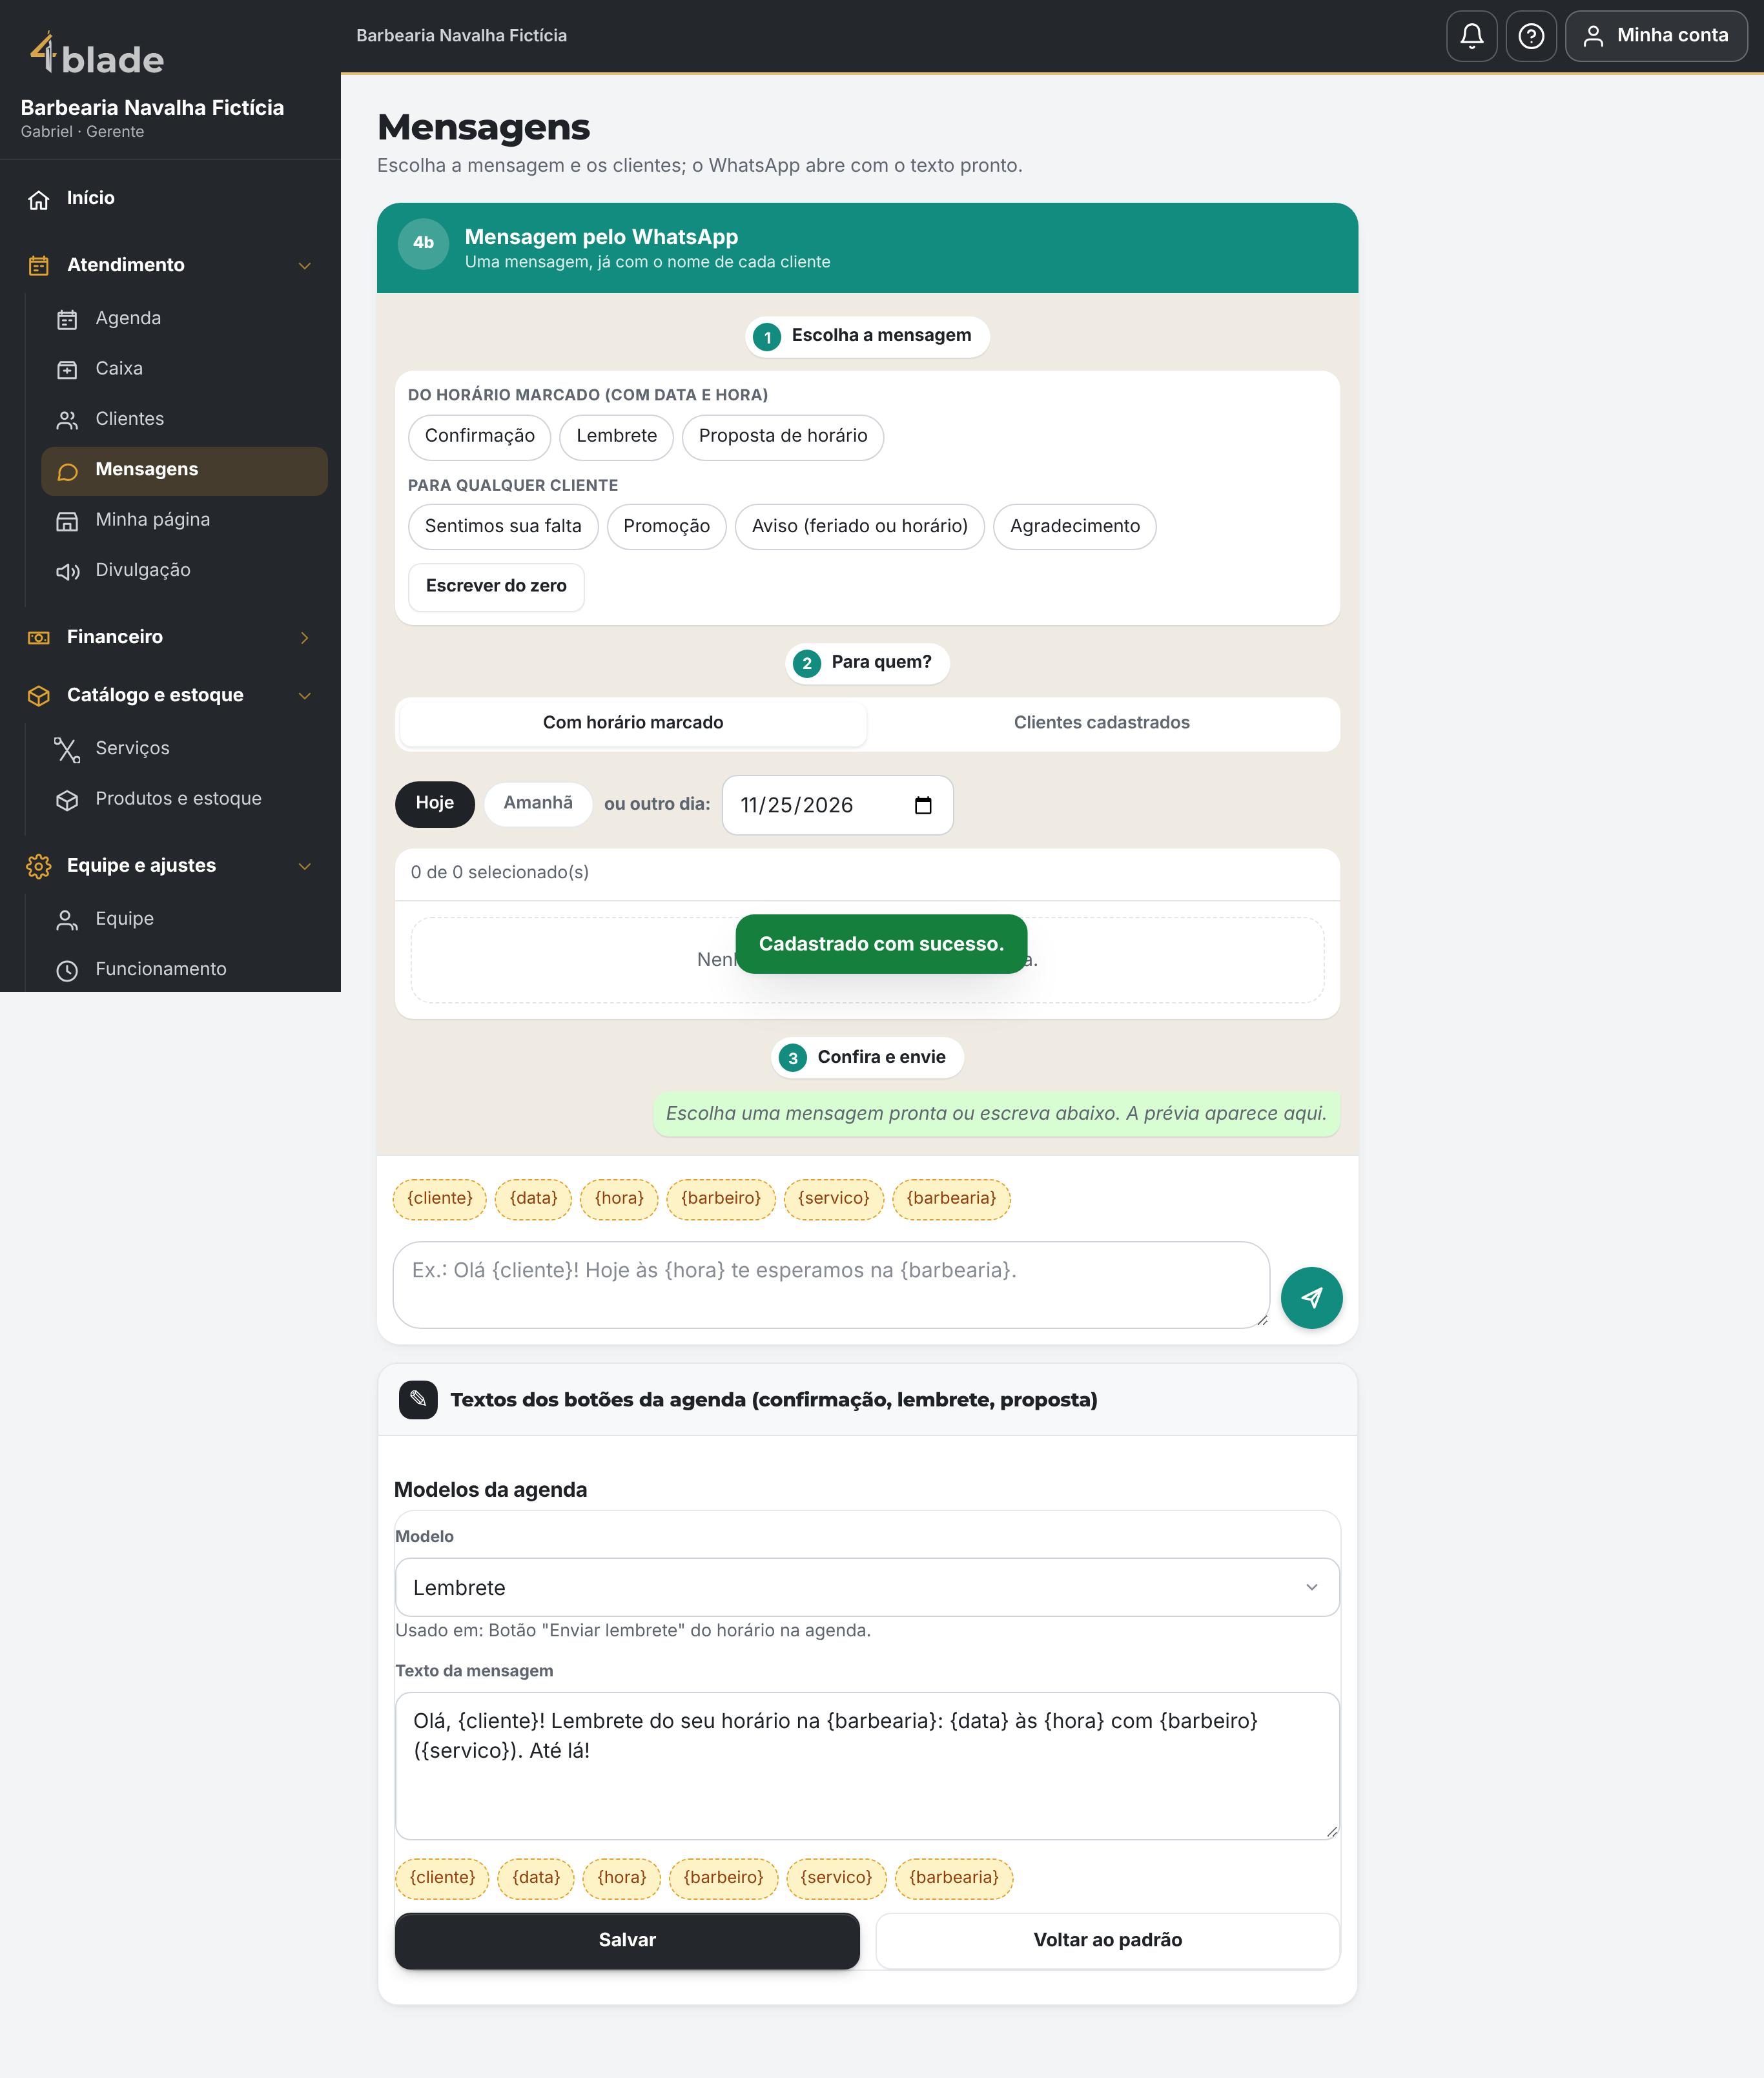 4blade
Barbearia Navalha Fictícia
Gabriel · Gerente
Início
Atendimento
Agenda
Caixa
Clientes
Mensagens
Minha página
Divulgação
Financeiro
Catálogo e estoque
Serviços
Produtos e estoque
Equipe e ajustes
Equipe
Funcionamento
Barbearia Navalha Fictícia
Minha conta
Mensagens
Escolha a mensagem e os clientes; o WhatsApp abre com o texto pronto.
4b
Mensagem pelo WhatsApp
Uma mensagem, já com o nome de cada cliente
1 Escolha a mensagem
DO HORÁRIO MARCADO (COM DATA E HORA)
Confirmação Lembrete Proposta de horário
PARA QUALQUER CLIENTE
Sentimos sua falta Promoção Aviso (feriado ou horário) Agradecimento
Escrever do zero
2 Para quem?
Com horário marcado Clientes cadastrados
Hoje Amanhã ou outro dia: 11/25/2026
0 de 0 selecionado(s)
Cadastrado com sucesso.
3 Confira e envie
Escolha uma mensagem pronta ou escreva abaixo. A prévia aparece aqui.
{cliente} {data} {hora} {barbeiro} {servico} {barbearia}
Ex.: Olá {cliente}! Hoje às {hora} te esperamos na {barbearia}.
Textos dos botões da agenda (confirmação, lembrete, proposta)
Modelos da agenda
Modelo
Lembrete
Usado em: Botão "Enviar lembrete" do horário na agenda.
Texto da mensagem
Olá, {cliente}! Lembrete do seu horário na {barbearia}: {data} às {hora} com {barbeiro}
({servico}). Até lá!
{cliente} {data} {hora} {barbeiro} {servico} {barbearia}
Salvar Voltar ao padrão